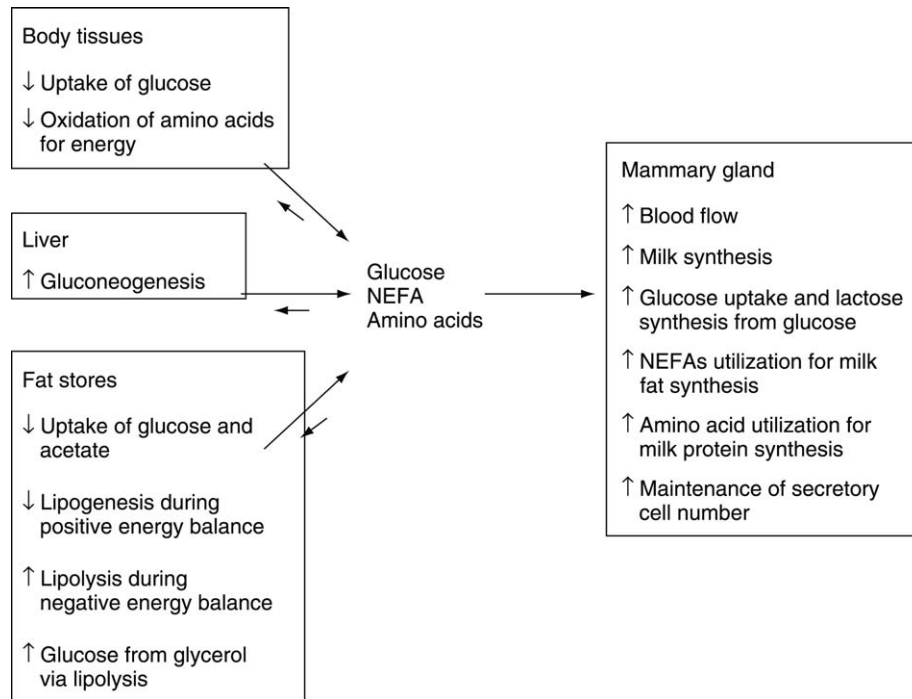 Body tissues
↓ Uptake of glucose
↓ Oxidation of amino acids
for energy
Liver
↑ Gluconeogenesis
Fat stores
↓ Uptake of glucose and
acetate
↓ Lipogenesis during
positive energy balance
↑ Lipolysis during
negative energy balance
↑ Glucose from glycerol
via lipolysis
Glucose
NEFA
Amino acids
Mammary gland
↑ Blood flow
↑ Milk synthesis
↑ Glucose uptake and lactose
synthesis from glucose
↑ NEFAs utilization for milk
fat synthesis
↑ Amino acid utilization for
milk protein synthesis
↑ Maintenance of secretory
cell number